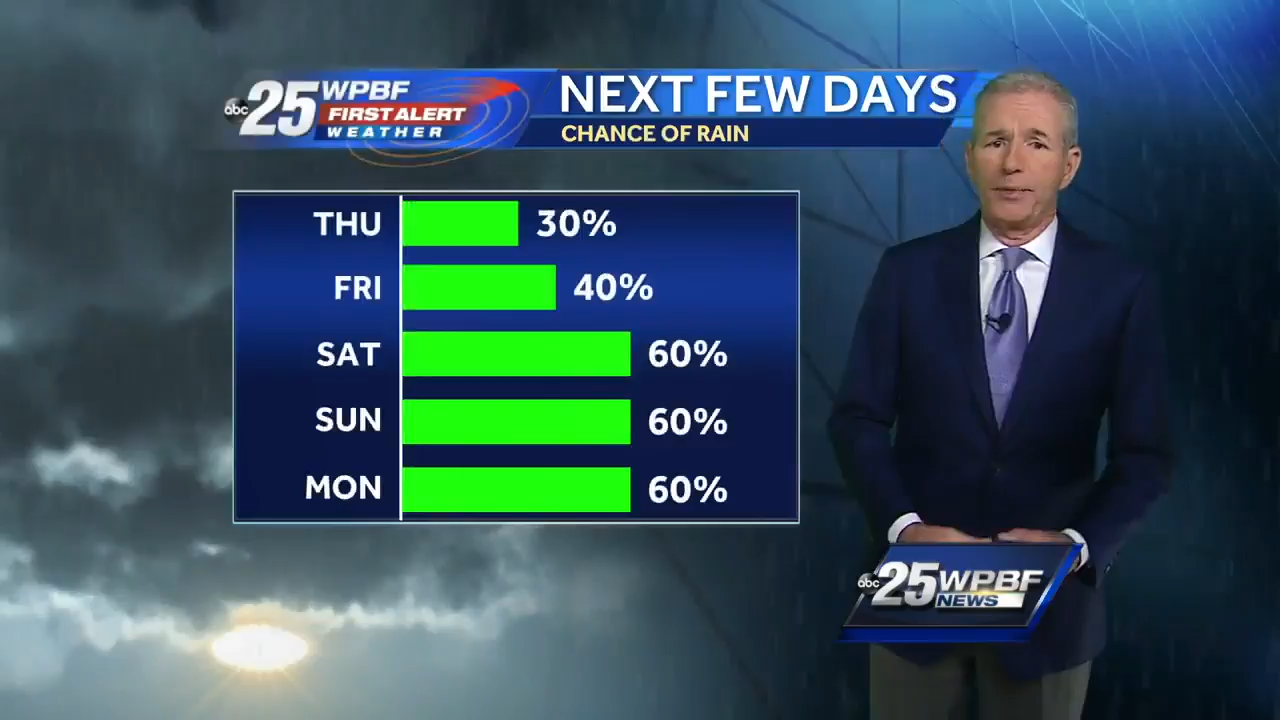 abc 25 WPBF
FIRST ALERT
WEATHER
NEXT FEW DAYS
CHANCE OF RAIN
THU 30%
FRI 40%
SAT 60%
SUN 60%
MON 60%
abc 25 WPBF
NEWS